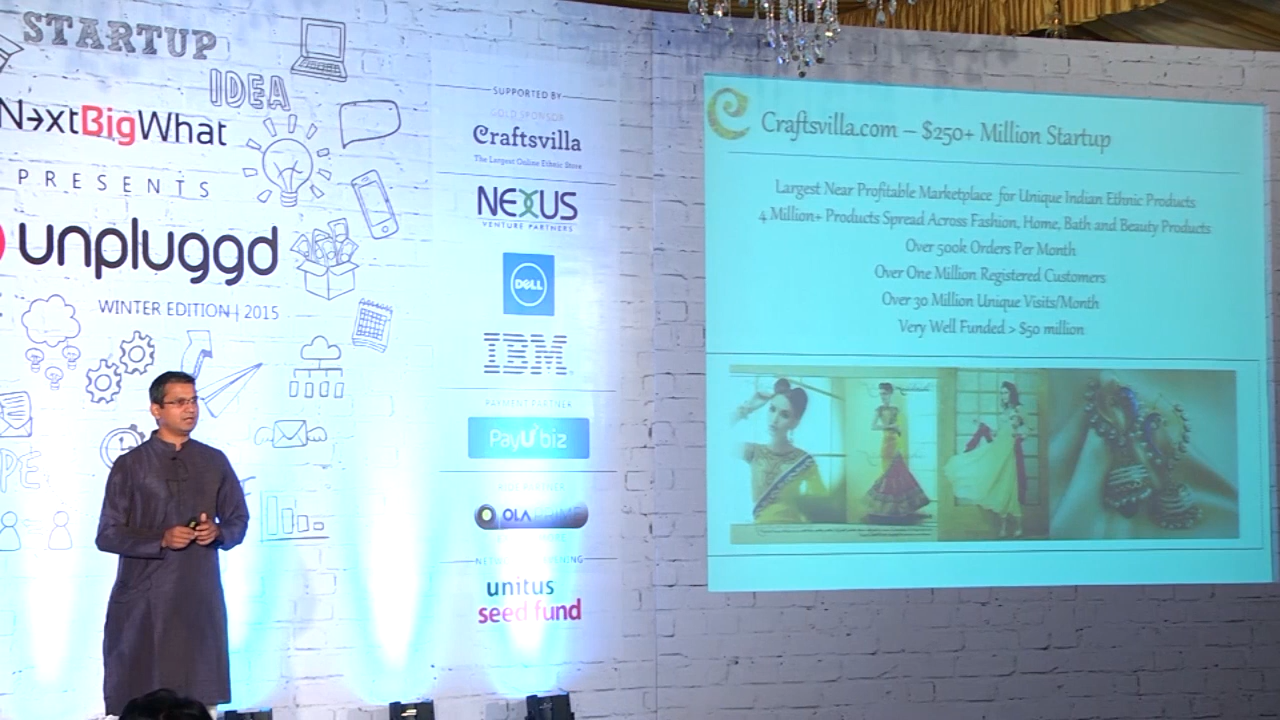 STARTUP
IDEA
NextBigWhat
PRESENTS
unpluggd
WINTER EDITION | 2015
SUPPORTED BY
GOLD SPONSOR
Craftsvilla
The Largest Online Ethnic Store
NEXUS
VENTURE PARTNERS
DELL
IBM
PAYMENT PARTNER
PayU biz
OLA PRIME
unitus
seed fund
Craftsvilla.com – $250+ Million Startup
Largest Near Profitable Marketplace for Unique Indian Ethnic Products
4 Million+ Products Spread Across Fashion, Home, Bath and Beauty Products
Over 500k Orders Per Month
Over One Million Registered Customers
Over 30 Million Unique Visits/Month
Very Well Funded > $50 million